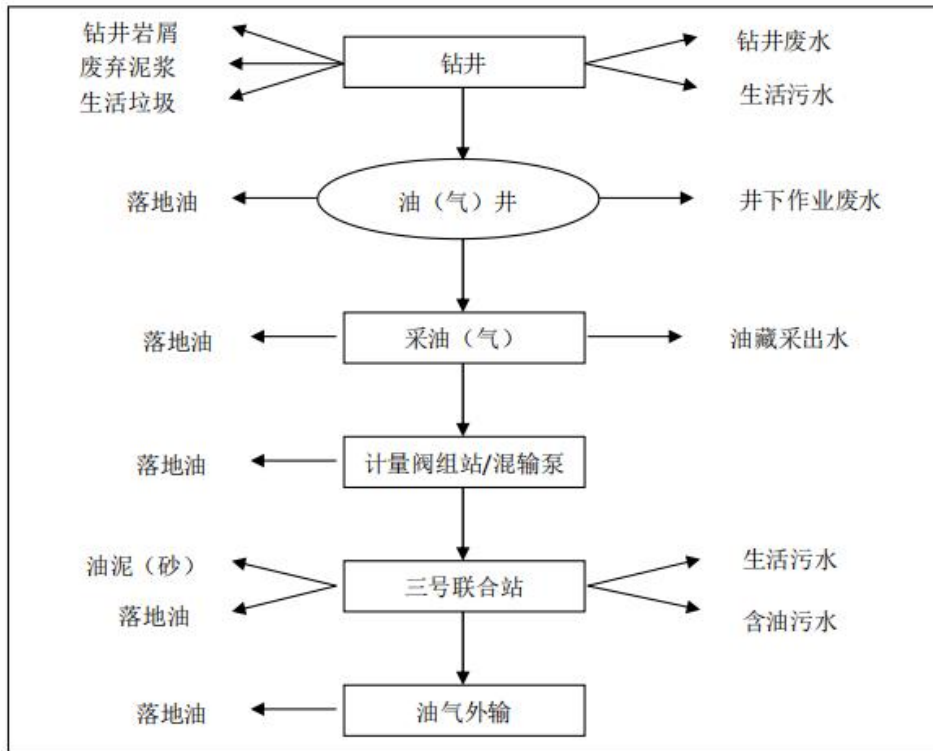 钻井岩屑
废弃泥浆
生活垃圾
钻井
钻井废水
生活污水
落地油
油（气）井
井下作业废水
落地油
采油（气）
油藏采出水
落地油
计量阀组站/混输泵
油泥（砂）
落地油
三号联合站
生活污水
含油污水
落地油
油气外输